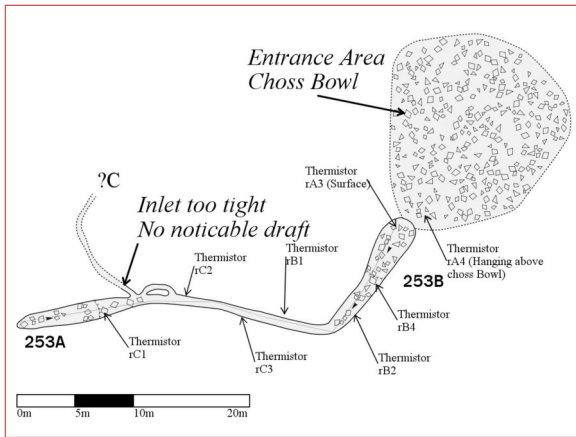 Entrance Area
Choss Bowl
?C
Inlet too tight
No noticable draft
Thermistor
rA3 (Surface)
Thermistor
rC2
Thermistor
rB1
Thermistor
rA4 (Hanging above
choss Bowl)
253B
Thermistor
rB4
253A
Thermistor
rC1
Thermistor
rC3
Thermistor
rB2
0m
5m
10m
20m